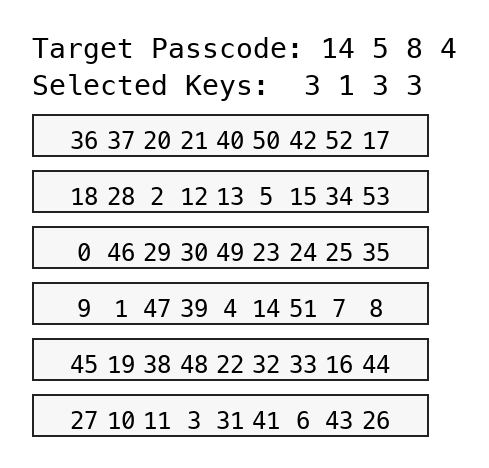 Target Passcode: 14 5 8 4
Selected Keys: 3 1 3 3
36 37 20 21 40 50 42 52 17
18 28 2 12 13 5 15 34 53
0 46 29 30 49 23 24 25 35
9 1 47 39 4 14 51 7 8
45 19 38 48 22 32 33 16 44
27 10 11 3 31 41 6 43 26